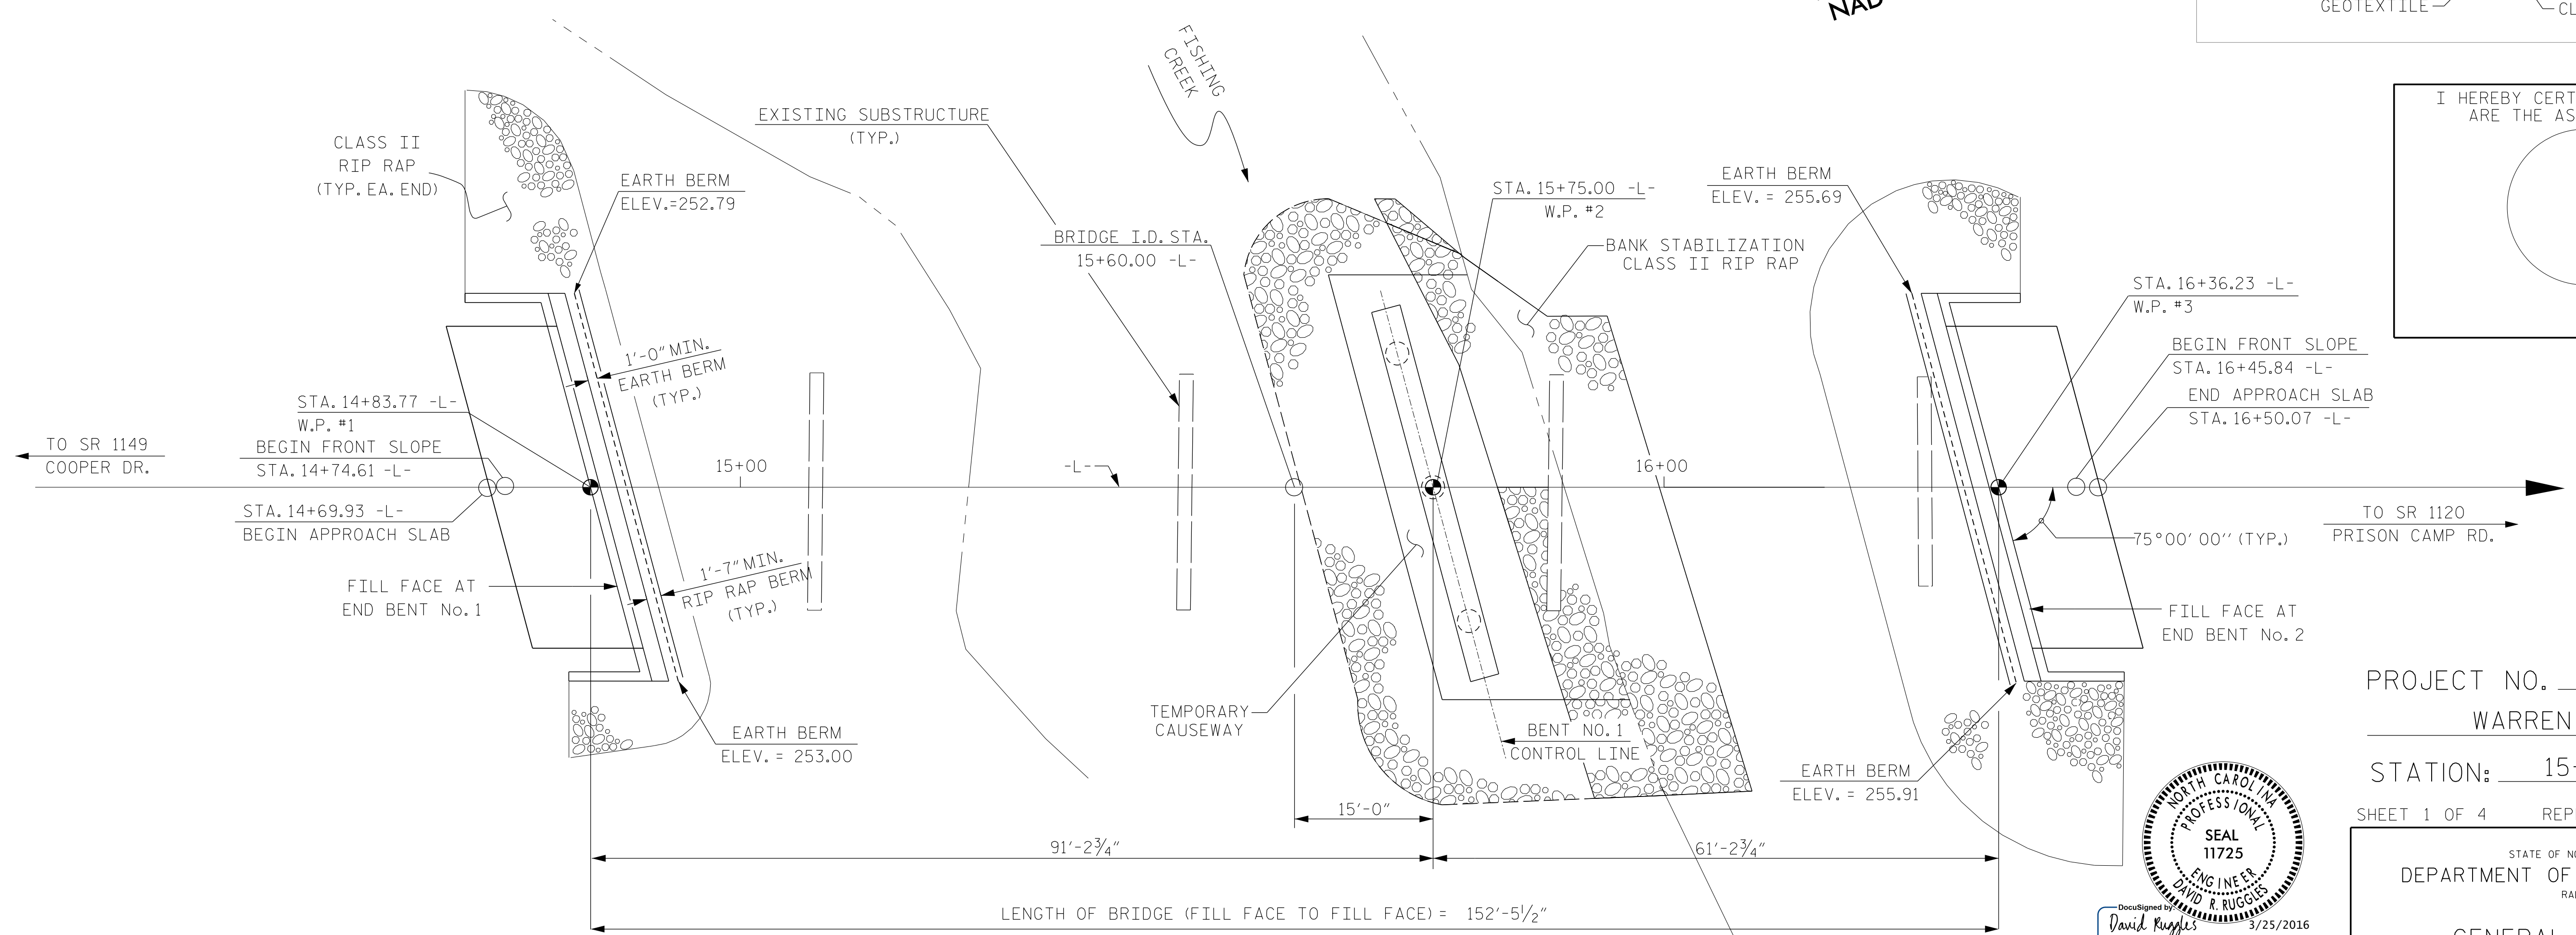 NAD
GEOTEXTILE
CL
I HEREBY CERT
ARE THE AS
FISHING
CREEK
EXISTING SUBSTRUCTURE
(TYP.)
CLASS II
RIP RAP
(TYP. EA. END)
EARTH BERM
ELEV.=252.79
BRIDGE I.D. STA.
15+60.00 -L-
STA. 15+75.00 -L-
W.P. #2
BANK STABILIZATION
CLASS II RIP RAP
EARTH BERM
ELEV. = 255.69
STA. 16+36.23 -L-
W.P. #3
BEGIN FRONT SLOPE
STA. 16+45.84 -L-
END APPROACH SLAB
STA. 16+50.07 -L-
1'-0" MIN.
EARTH BERM
(TYP.)
STA. 14+83.77 -L-
W.P. #1
BEGIN FRONT SLOPE
STA. 14+74.61 -L-
TO SR 1149
COOPER DR.
15+00
-L-
16+00
STA. 14+69.93 -L-
BEGIN APPROACH SLAB
TO SR 1120
PRISON CAMP RD.
75°00'00" (TYP.)
1'-7" MIN.
RIP RAP BERM
(TYP.)
FILL FACE AT
END BENT No. 1
FILL FACE AT
END BENT No. 2
TEMPORARY
CAUSEWAY
BENT NO. 1
CONTROL LINE
EARTH BERM
ELEV. = 253.00
EARTH BERM
ELEV. = 255.91
15'-0"
91'-2¾"
61'-2¾"
LENGTH OF BRIDGE (FILL FACE TO FILL FACE) = 152'-5½"
PROJECT NO.
WARREN
STATION: 15-
SHEET 1 OF 4 REP
STATE OF NO
DEPARTMENT OF
RA
GENERAL
NORTH CAROLINA
PROFESSIONAL
SEAL
11725
ENGINEER
DAVID R. RUGGLES
DocuSigned by:
David Ruggles
3/25/2016